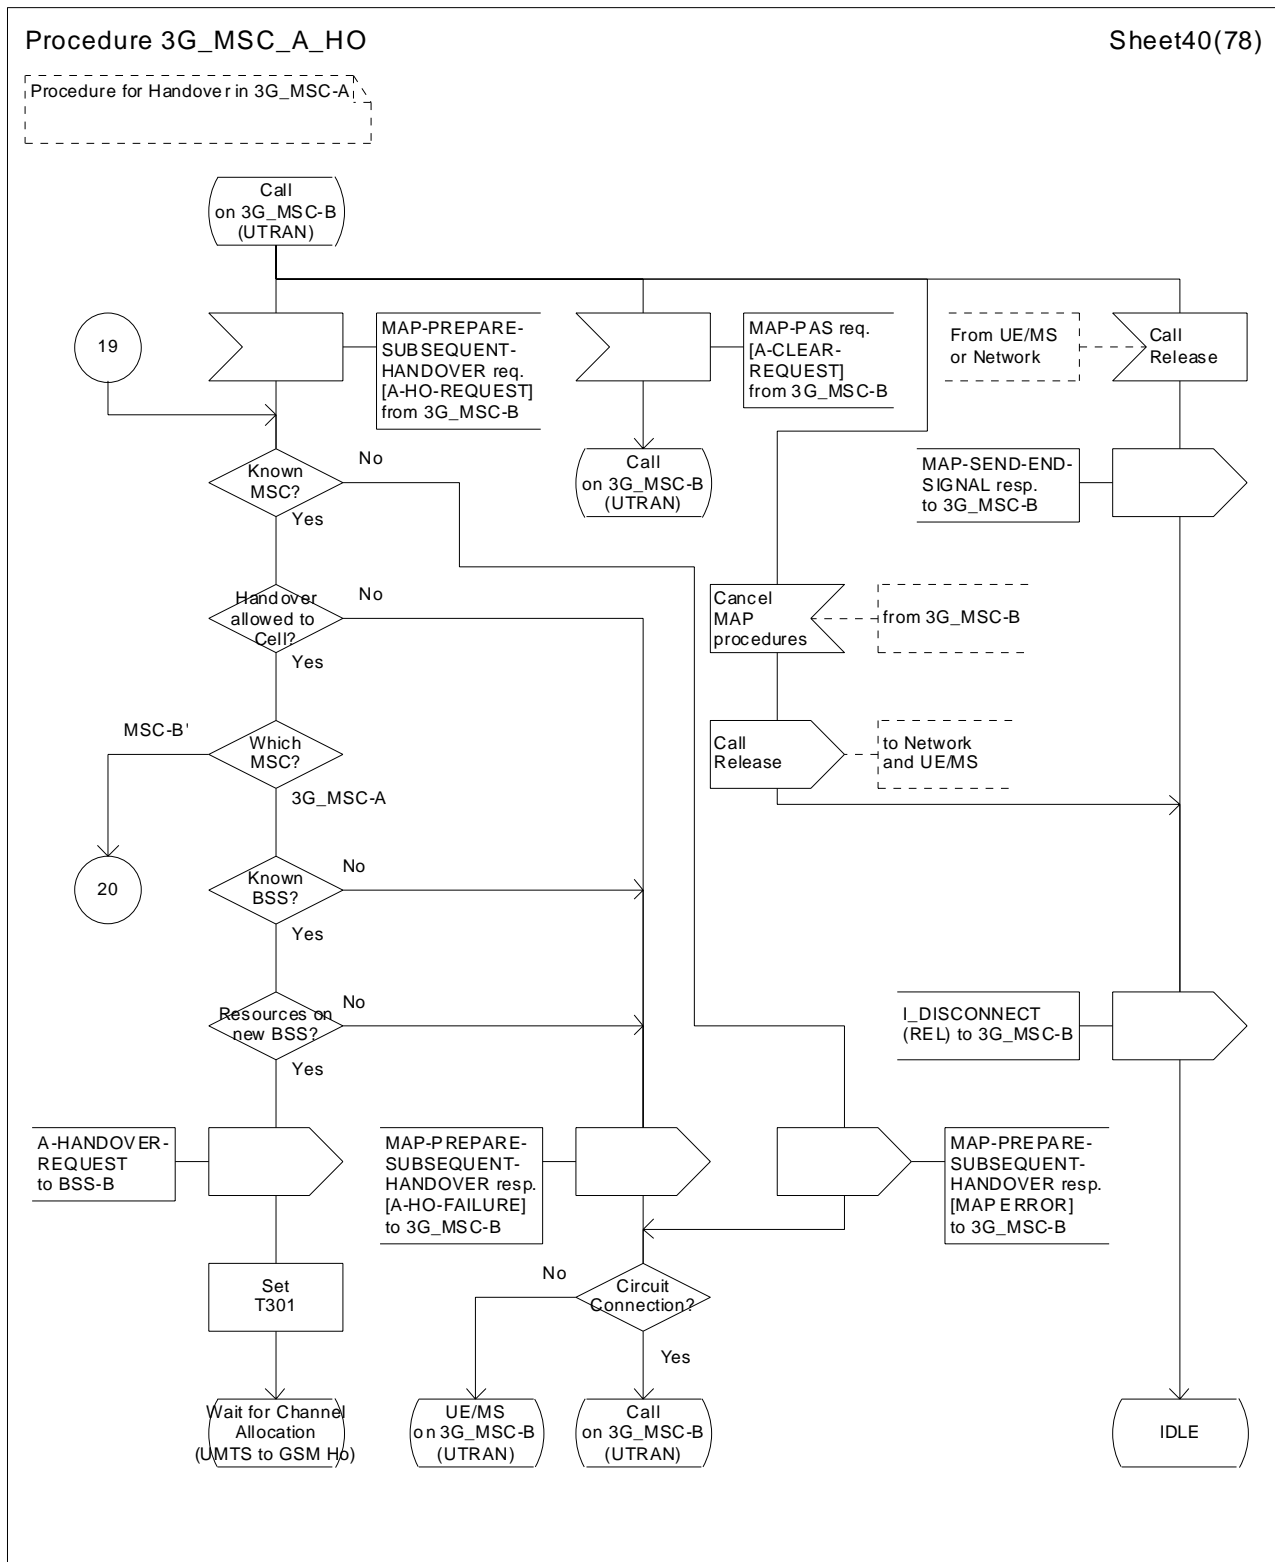 Procedure 3G_MSC_A_HO
Sheet40(78)
Procedure for Handover in 3G_MSC-A
Call
on 3G_MSC-B
(UTRAN)
19
MAP-PREPARE-
SUBSEQUENT-
HANDOVER req.
[A-HO-REQUEST]
from 3G_MSC-B
MAP-PAS req.
[A-CLEAR-
REQUEST]
from 3G_MSC-B
From UE/MS
or Network
Call
Release
Known
MSC?
No
Yes
Call
on 3G_MSC-B
(UTRAN)
MAP-SEND-END-
SIGNAL resp.
to 3G_MSC-B
Handover
allowed to
Cell?
No
Yes
Cancel
MAP
procedures
from 3G_MSC-B
MSC-B'
Which
MSC?
3G_MSC-A
Call
Release
to Network
and UE/MS
20
Known
BSS?
No
Yes
Resources on
new BSS?
No
Yes
I_DISCONNECT
(REL) to 3G_MSC-B
A-HANDOVER-
REQUEST
to BSS-B
MAP-PREPARE-
SUBSEQUENT-
HANDOVER resp.
[A-HO-FAILURE]
to 3G_MSC-B
MAP-PREPARE-
SUBSEQUENT-
HANDOVER resp.
[MAP ERROR]
to 3G_MSC-B
Set
T301
No
Circuit
Connection?
Yes
Wait for Channel
Allocation
(UMTS to GSM Ho)
UE/MS
on 3G_MSC-B
(UTRAN)
Call
on 3G_MSC-B
(UTRAN)
IDLE